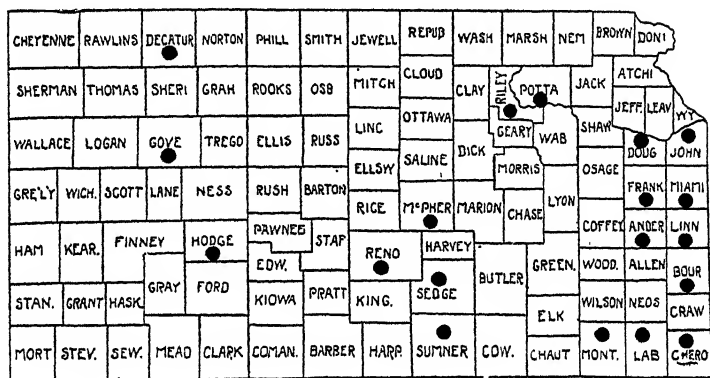 CHEYENNE RAWLINS DECATUR NORTON PHILL SMITH JEWELL REPUB WASH MARSH NEM BROWN DONI
SHERMAN THOMAS SHERI GRAH ROOKS OSB MITCH CLOUD CLAY RILEY POTTA JACK ATCHI
JEFF. LEAV WY
WALLACE LOGAN GOVE TREGO ELLIS RUSS LINC OTTAWA GEARY WAB SHAW DOUG JOHN
ELLSW SALINE DICK MORRIS OSAGE
GRE'LY WICH. SCOTT LANE NESS RUSH BARTON RICE McPHER MARION CHASE LYON FRANK MIAMI
HAM KEAR. FINNEY HODGE PAWNEE STAF RENO HARVEY COFFEY ANDER LINN
EDW. SEDGE BUTLER GREEN. WOOD. ALLEN BOUR
STAN. GRANT HASK. GRAY FORD KIOWA PRATT KING. ELK WILSON NEOS CRAW
MORT STEV. SEW. MEAD CLARK COMAN. BARBER HARP. SUMNER COW. CHAUT MONT. LAB CHERO